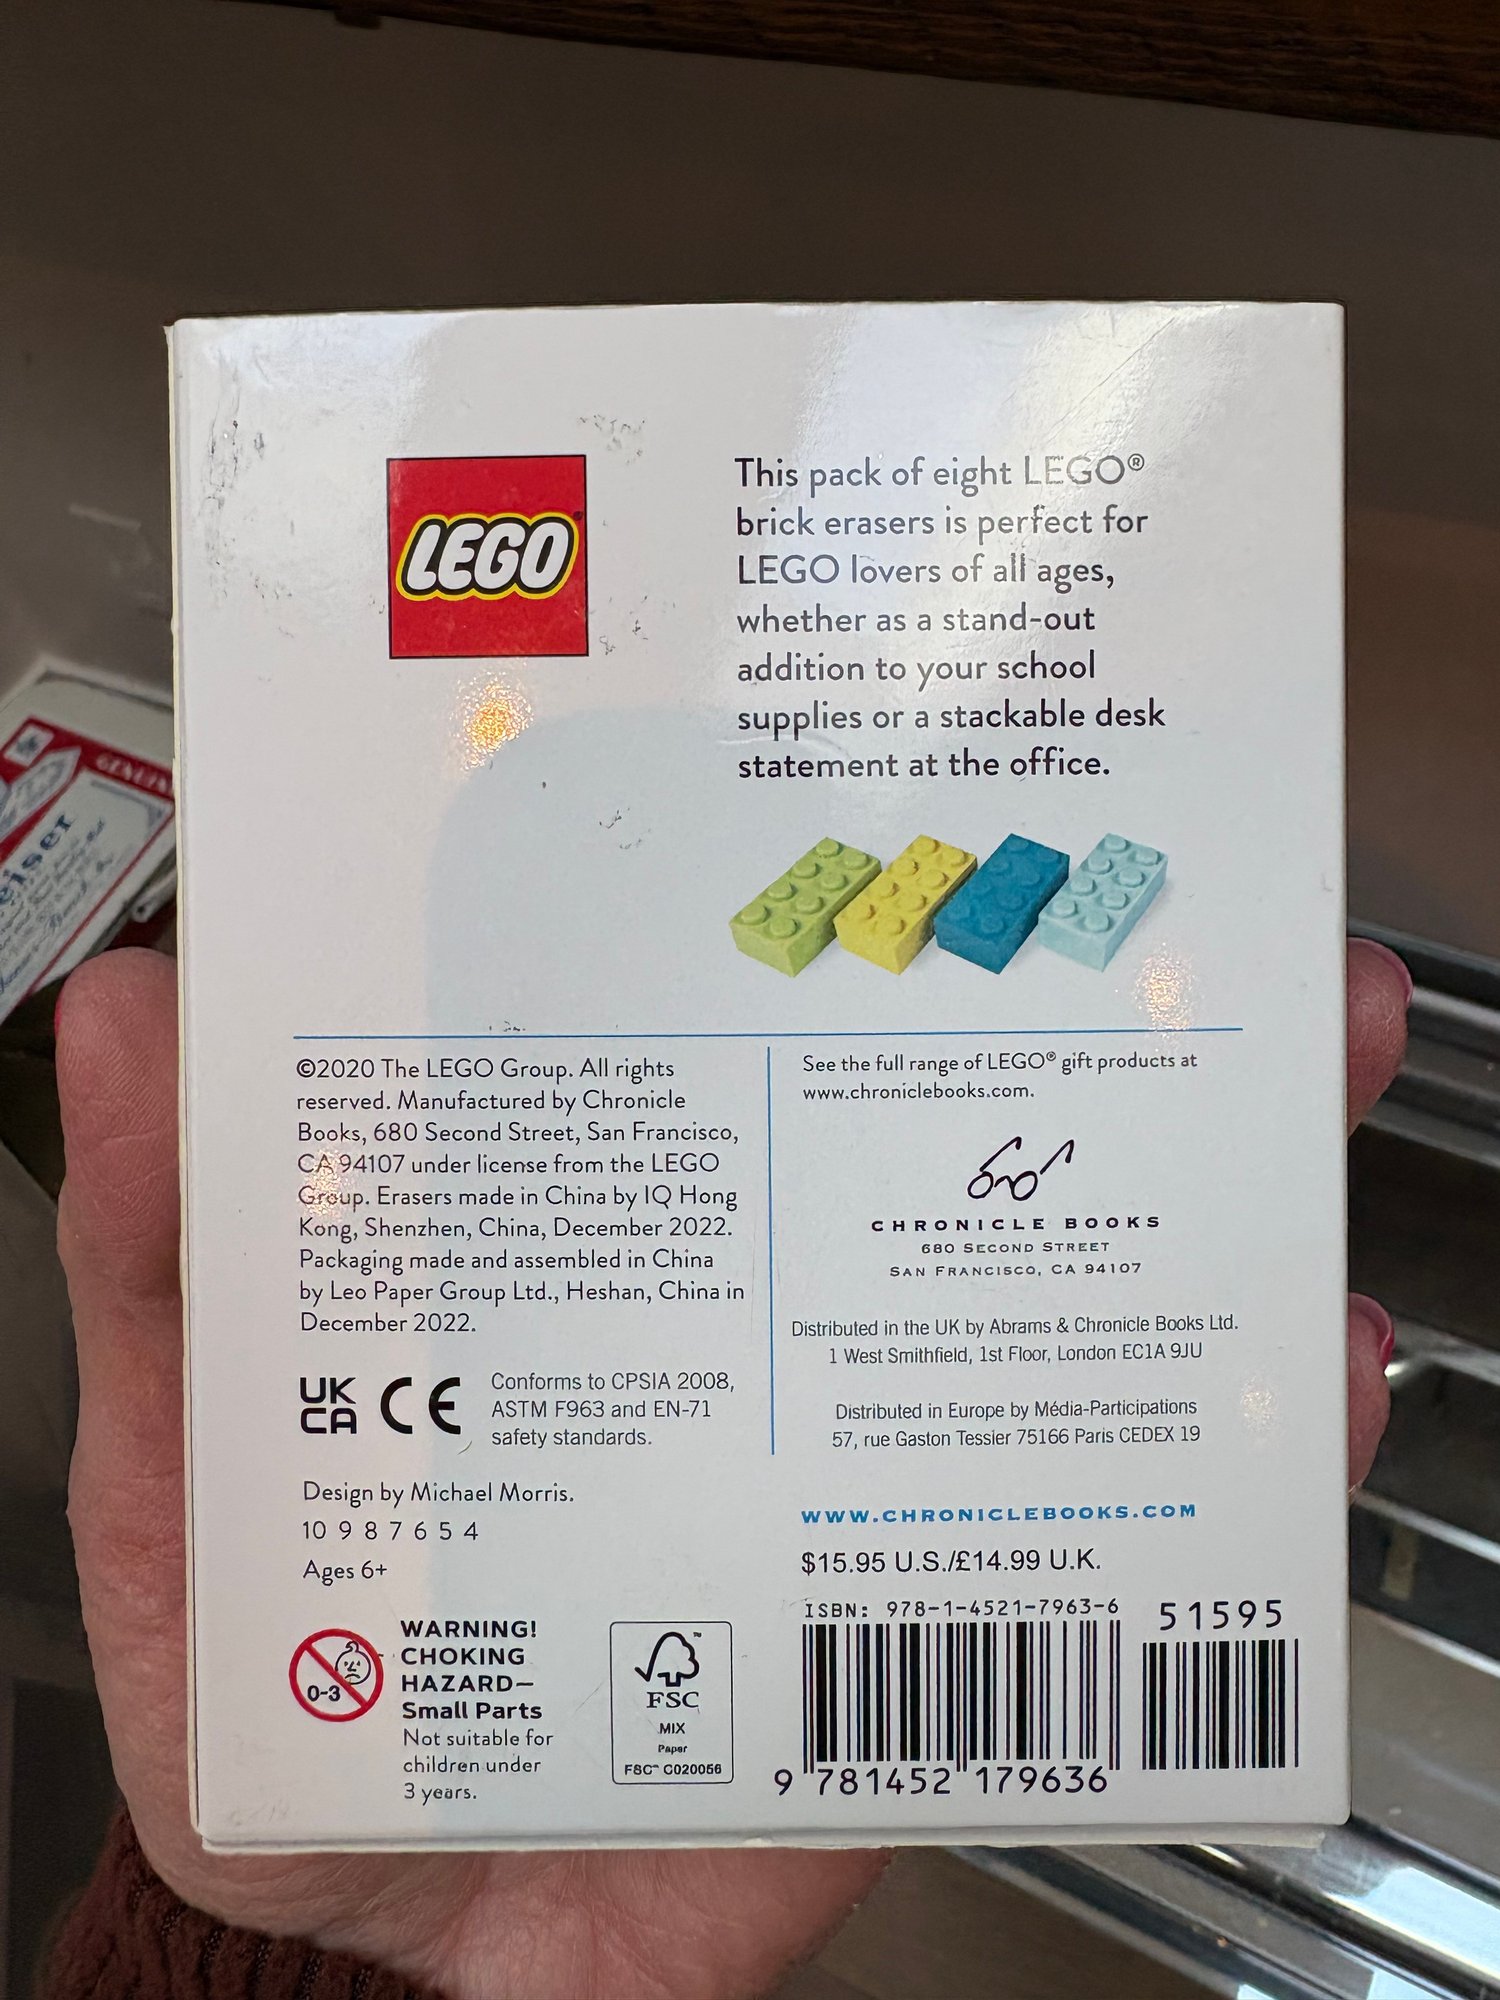 LEGO
This pack of eight LEGO®
brick erasers is perfect for
LEGO lovers of all ages,
whether as a stand-out
addition to your school
supplies or a stackable desk
statement at the office.
©2020 The LEGO Group. All rights
reserved. Manufactured by Chronicle
Books, 680 Second Street, San Francisco,
CA 94107 under license from the LEGO
Group. Erasers made in China by IQ Hong
Kong, Shenzhen, China, December 2022.
Packaging made and assembled in China
by Leo Paper Group Ltd., Heshan, China in
December 2022.
UK
CA CE
Conforms to CPSIA 2008,
ASTM F963 and EN-71
safety standards.
Design by Michael Morris.
10 9 8 7 6 5 4
Ages 6+
0-3
WARNING!
CHOKING
HAZARD—
Small Parts
Not suitable for
children under
3 years.
FSC
MIX
Paper
FSC™ C020056
See the full range of LEGO® gift products at
www.chroniclebooks.com.
CHRONICLE BOOKS
680 SECOND STREET
SAN FRANCISCO, CA 94107
Distributed in the UK by Abrams & Chronicle Books Ltd.
1 West Smithfield, 1st Floor, London EC1A 9JU
Distributed in Europe by Média-Participations
57, rue Gaston Tessier 75166 Paris CEDEX 19
WWW.CHRONICLEBOOKS.COM
$15.95 U.S./£14.99 U.K.
ISBN: 978-1-4521-7963-6
51595
9 781452 179636